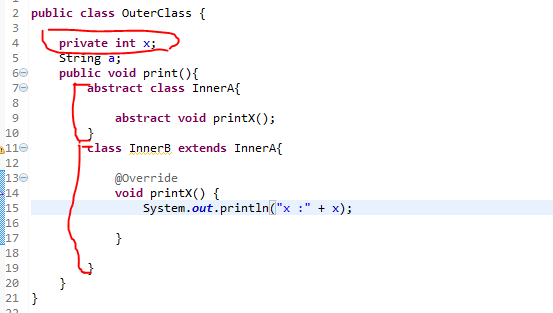 2 public class OuterClass {
3
4 private int x;
5 String a;
6 public void print(){
7 abstract class InnerA{
8
9 abstract void printX();
10 }
11 class InnerB extends InnerA{
12
13 @Override
14 void printX() {
15 System.out.println("x :" + x);
16
17 }
18
19 }
20 }
21 }
22